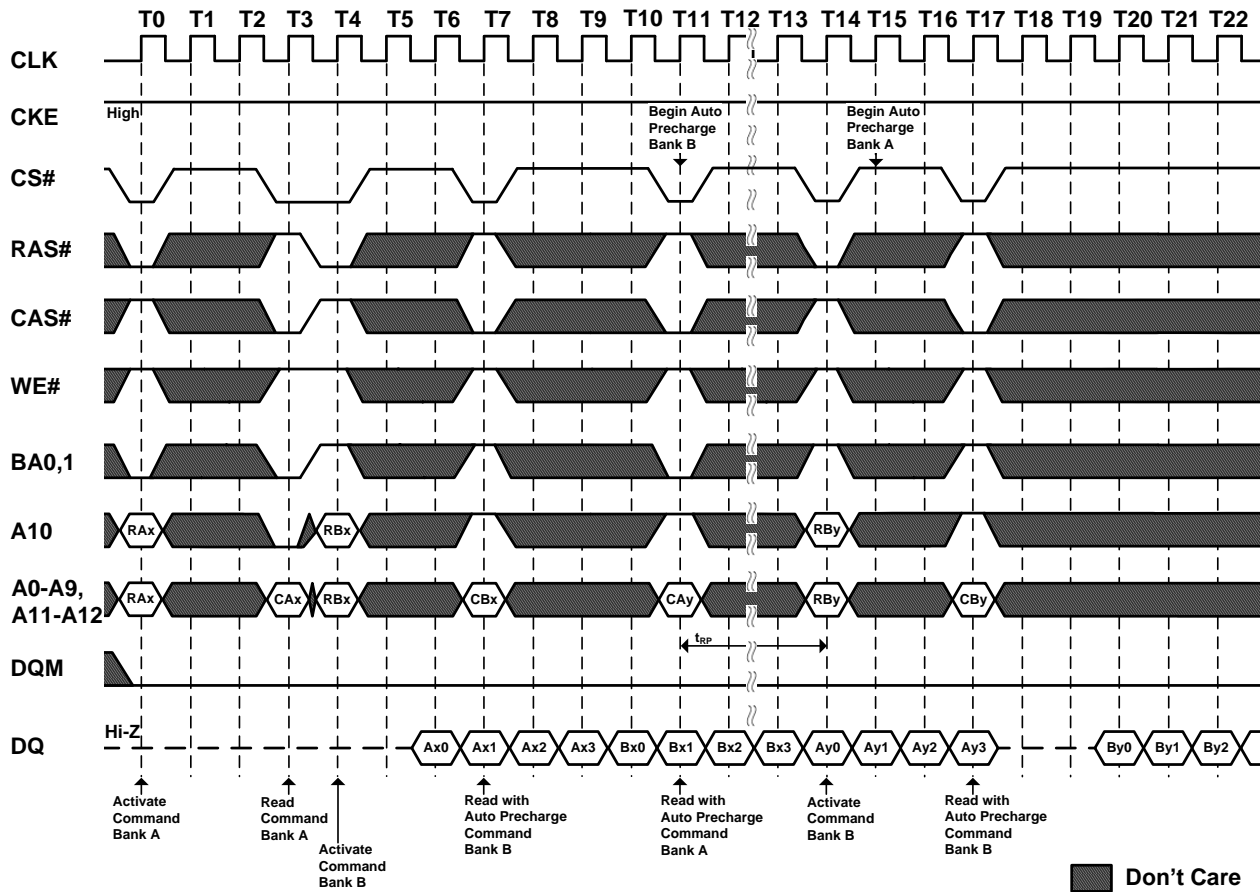 T0 T1 T2 T3 T4 T5 T6 T7 T8 T9 T10 T11 T12 T13 T14 T15 T16 T17 T18 T19 T20 T21 T22
CLK
CKE
High
Begin Auto
Precharge
Bank B
Begin Auto
Precharge
Bank A
CS#
RAS#
CAS#
WE#
BA0,1
A10
RAx RBx RBy
A0-A9,
A11-A12
RAx CAx RBx CBx CAy RBy CBy
tRP
DQM
Hi-Z
DQ
Ax0 Ax1 Ax2 Ax3 Bx0 Bx1 Bx2 Bx3 Ay0 Ay1 Ay2 Ay3 By0 By1 By2
Activate
Command
Bank A
Read
Command
Bank A
Activate
Command
Bank B
Read with
Auto Precharge
Command
Bank B
Read with
Auto Precharge
Command
Bank A
Activate
Command
Bank B
Read with
Auto Precharge
Command
Bank B
Don't Care